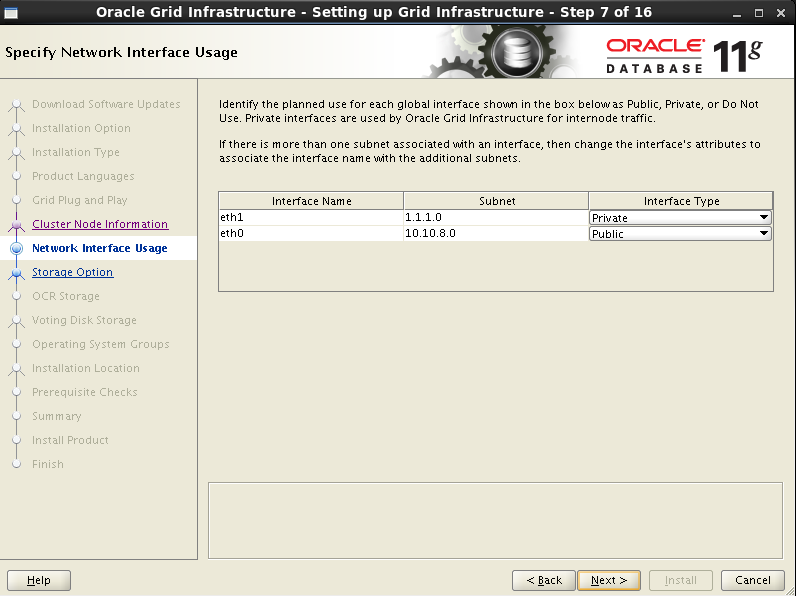 Oracle Grid Infrastructure - Setting up Grid Infrastructure - Step 7 of 16
Specify Network Interface Usage
ORACLE
DATABASE
11g
Download Software Updates
Installation Option
Installation Type
Product Languages
Grid Plug and Play
Cluster Node Information
Network Interface Usage
Storage Option
OCR Storage
Voting Disk Storage
Operating System Groups
Installation Location
Prerequisite Checks
Summary
Install Product
Finish
Identify the planned use for each global interface shown in the box below as Public, Private, or Do Not
Use. Private interfaces are used by Oracle Grid Infrastructure for internode traffic.
If there is more than one subnet associated with an interface, then change the interface's attributes to
associate the interface name with the additional subnets.
Interface Name Subnet Interface Type
eth1 1.1.1.0 Private
eth0 10.10.8.0 Public
Help < Back Next > Install Cancel